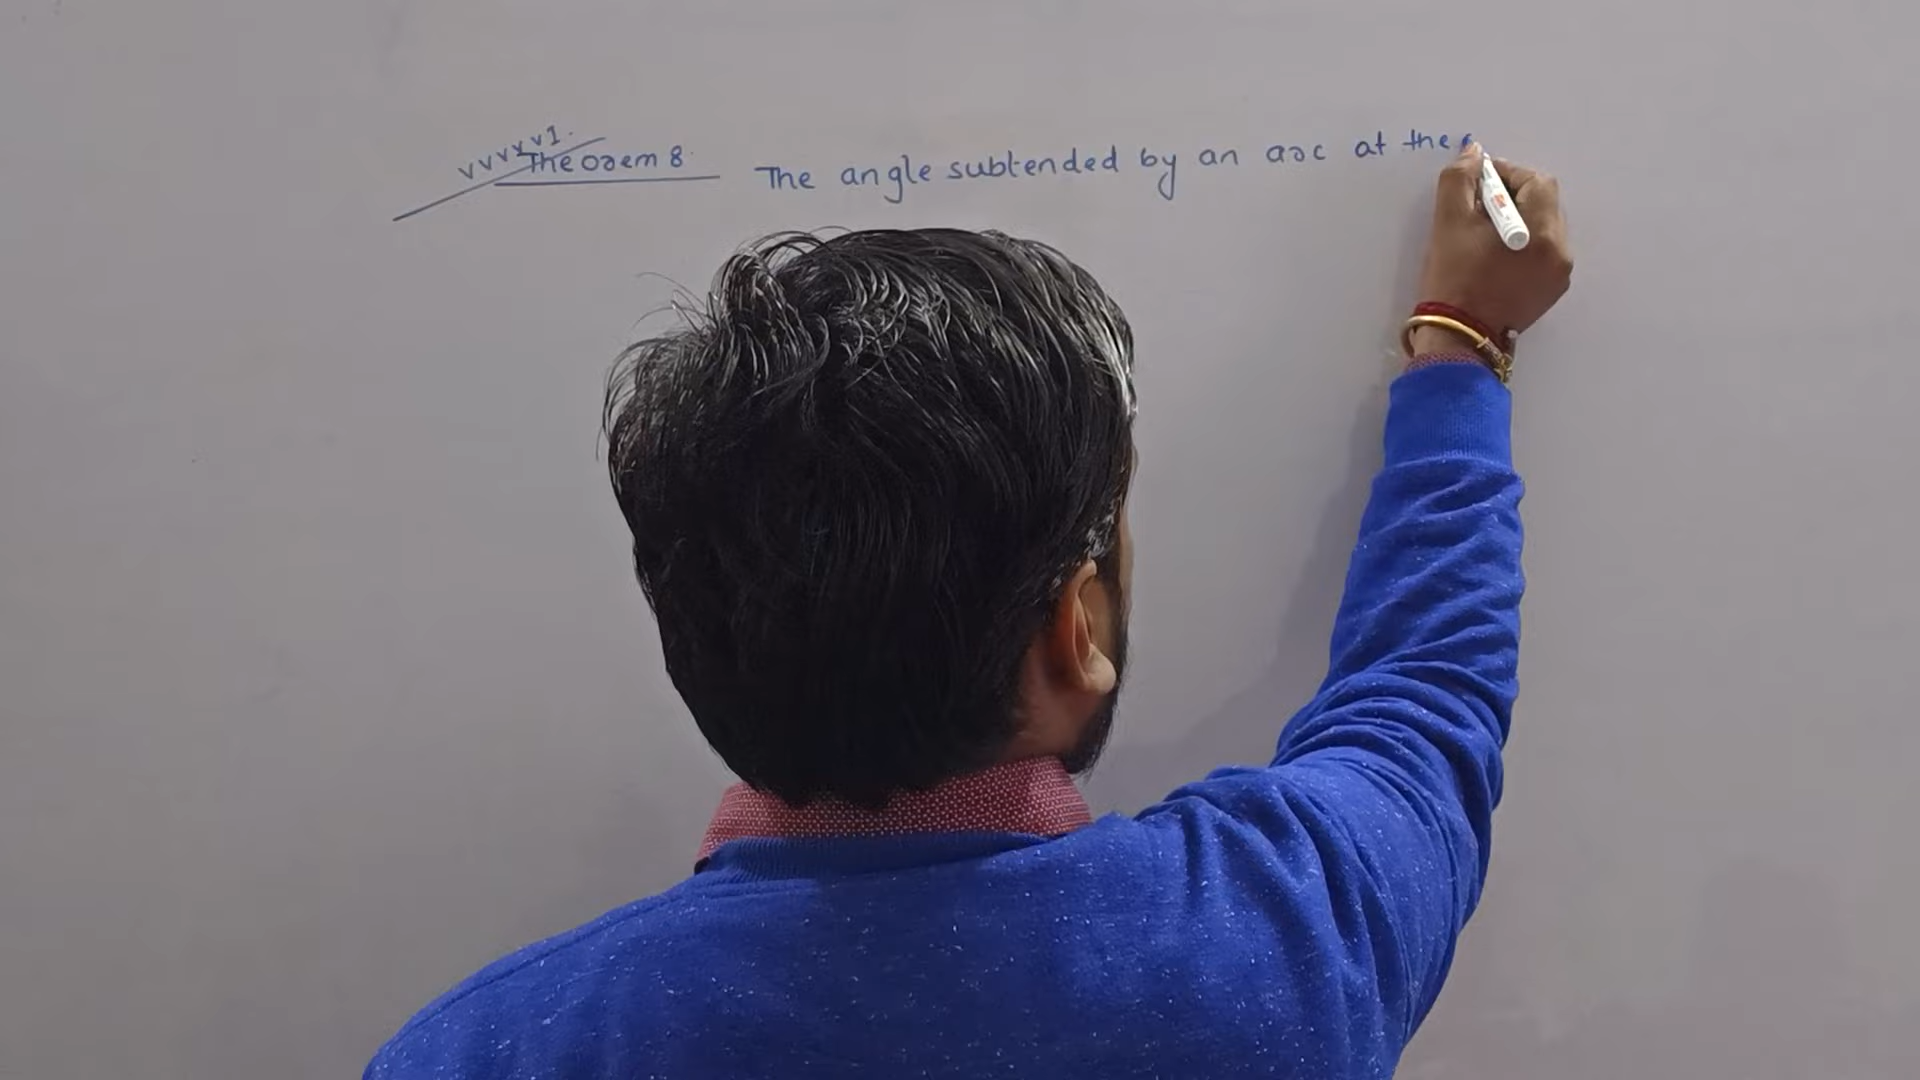 vvvvv1.
Theorem 8. The angle subtended by an arc at the